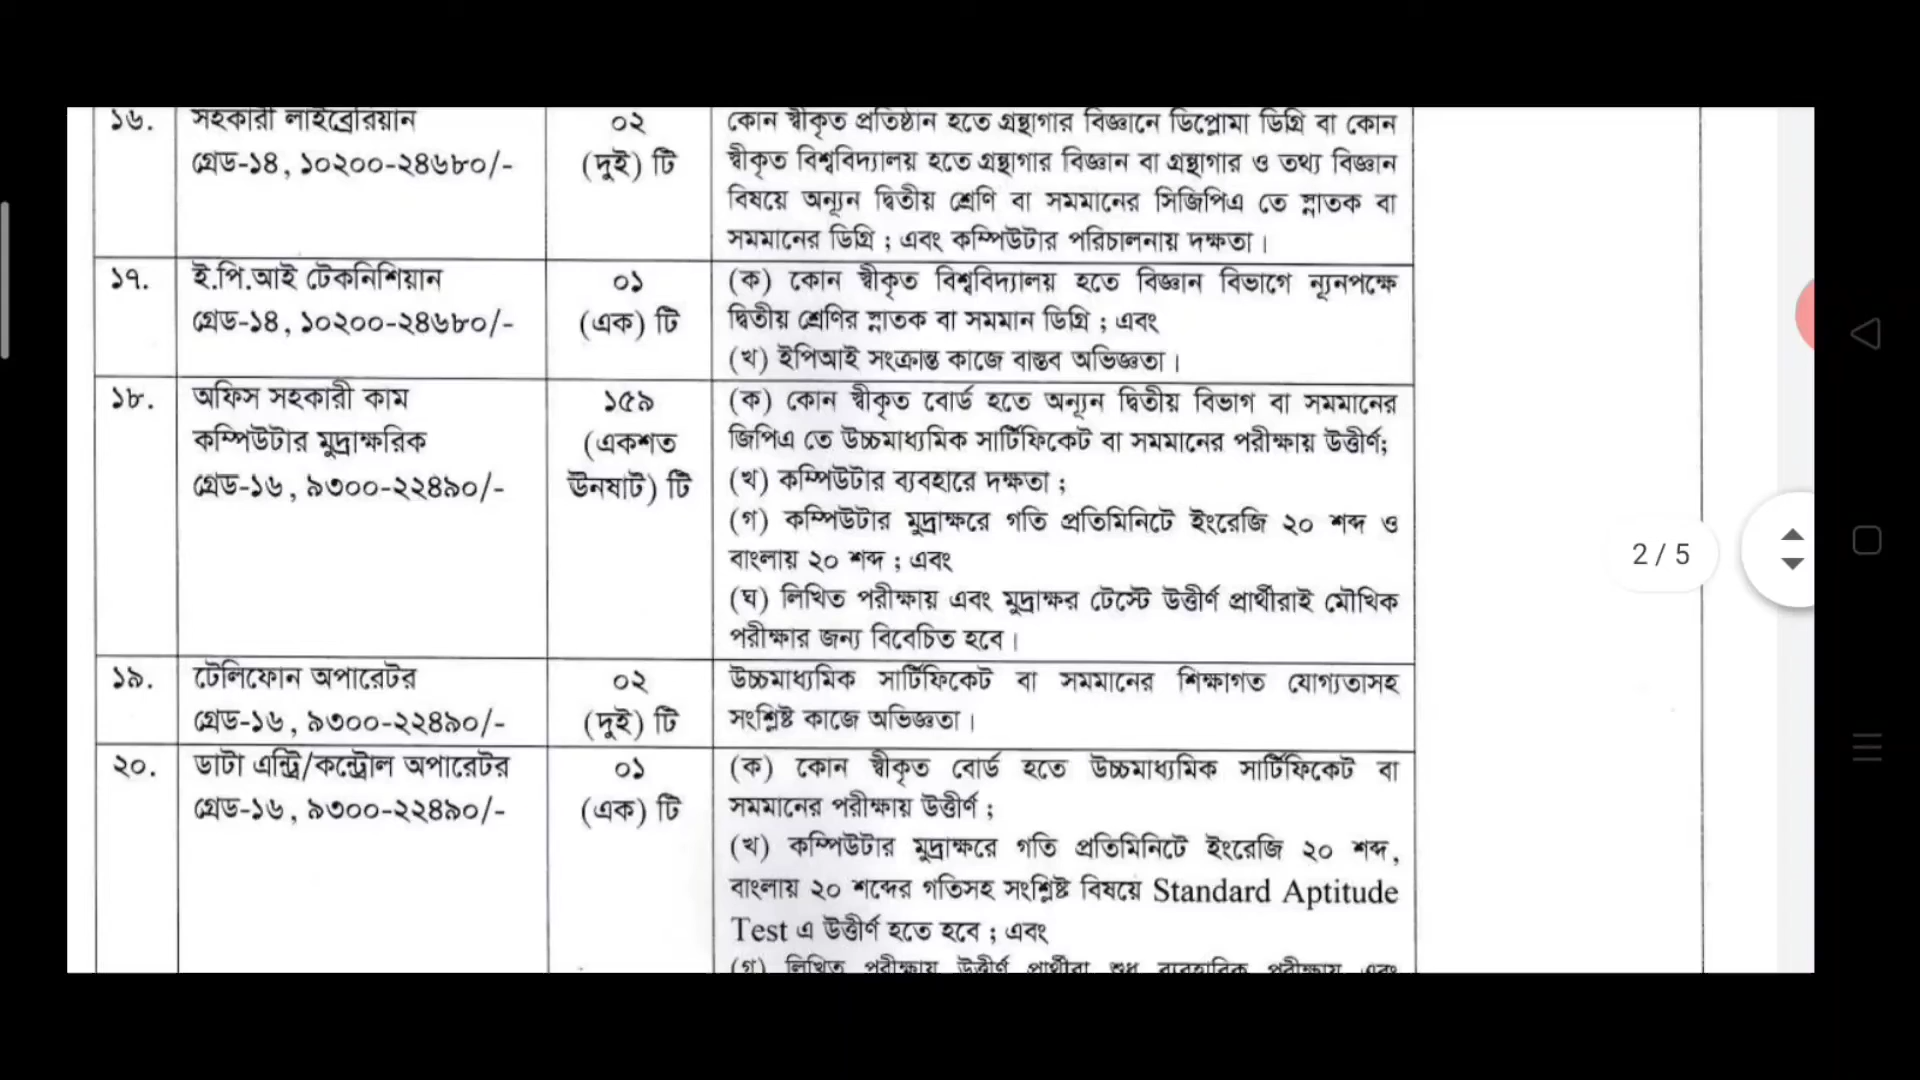 ১৬.
সহকারী লাইব্রেরিয়ান
গ্রেড-১৪, ১০২০০-২৪৬৮০/-
০২
(দুই) টি
কোন স্বীকৃত প্রতিষ্ঠান হতে গ্রন্থাগার বিজ্ঞানে ডিপ্লোমা ডিগ্রি বা কোন
স্বীকৃত বিশ্ববিদ্যালয় হতে গ্রন্থাগার বিজ্ঞান বা গ্রন্থাগার ও তথ্য বিজ্ঞান
বিষয়ে অন্যূন দ্বিতীয় শ্রেণি বা সমমানের সিজিপিএ তে স্নাতক বা
সমমানের ডিগ্রি ; এবং কম্পিউটার পরিচালনায় দক্ষতা।
১৭.
ই.পি.আই টেকনিশিয়ান
গ্রেড-১৪, ১০২০০-২৪৬৮০/-
০১
(এক) টি
(ক) কোন স্বীকৃত বিশ্ববিদ্যালয় হতে বিজ্ঞান বিভাগে ন্যূনপক্ষে
দ্বিতীয় শ্রেণির স্নাতক বা সমমান ডিগ্রি ; এবং
(খ) ইপিআই সংক্রান্ত কাজে বাস্তব অভিজ্ঞতা।
১৮.
অফিস সহকারী কাম
কম্পিউটার মুদ্রাক্ষরিক
গ্রেড-১৬, ৯৩০০-২২৪৯০/-
১৫৯
(একশত
উনষাট) টি
(ক) কোন স্বীকৃত বোর্ড হতে অন্যূন দ্বিতীয় বিভাগ বা সমমানের
জিপিএ তে উচ্চমাধ্যমিক সার্টিফিকেট বা সমমানের পরীক্ষায় উত্তীর্ণ;
(খ) কম্পিউটার ব্যবহারে দক্ষতা ;
(গ) কম্পিউটার মুদ্রাক্ষরে গতি প্রতিমিনিটে ইংরেজি ২০ শব্দ ও
বাংলায় ২০ শব্দ ; এবং
(ঘ) লিখিত পরীক্ষায় এবং মুদ্রাক্ষর টেস্টে উত্তীর্ণ প্রার্থীরাই মৌখিক
পরীক্ষার জন্য বিবেচিত হবে।
১৯.
টেলিফোন অপারেটর
গ্রেড-১৬, ৯৩০০-২২৪৯০/-
০২
(দুই) টি
উচ্চমাধ্যমিক সার্টিফিকেট বা সমমানের শিক্ষাগত যোগ্যতাসহ
সংশ্লিষ্ট কাজে অভিজ্ঞতা।
২০.
ডাটা এন্ট্রি/কন্ট্রোল অপারেটর
গ্রেড-১৬, ৯৩০০-২২৪৯০/-
০১
(এক) টি
(ক) কোন স্বীকৃত বোর্ড হতে উচ্চমাধ্যমিক সার্টিফিকেট বা
সমমানের পরীক্ষায় উত্তীর্ণ ;
(খ) কম্পিউটার মুদ্রাক্ষরে গতি প্রতিমিনিটে ইংরেজি ২০ শব্দ,
বাংলায় ২০ শব্দের গতিসহ সংশ্লিষ্ট বিষয়ে Standard Aptitude
Test এ উত্তীর্ণ হতে হবে ; এবং
(গ) লিখিত পরীক্ষায় উত্তীর্ণ প্রার্থীরা শুধু ব্যবহারিক পরীক্ষায় এবং
2 / 5